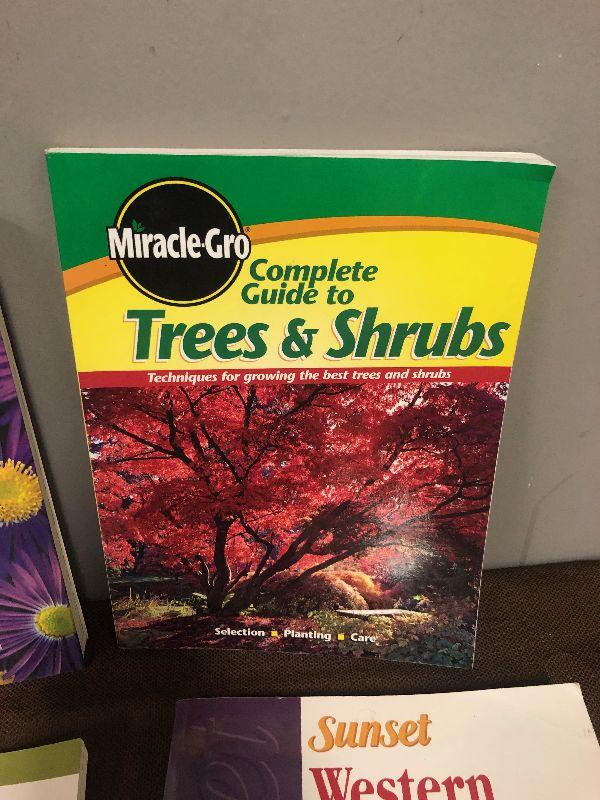 Miracle-Gro®
Complete
Guide to
Trees & Shrubs
Techniques for growing the best trees and shrubs
Selection ■ Planting ■ Care
Sunset
Western